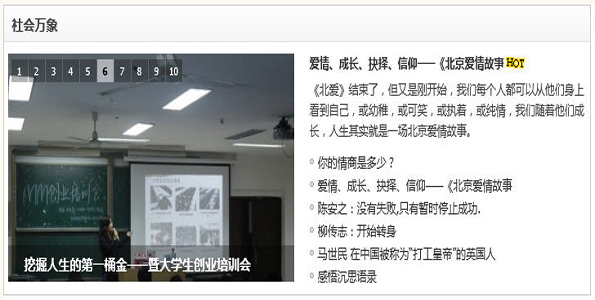 社会万象
1 2 3 4 5 6 7 8 9 10
MM创业培训会
挖掘人生的第一桶金——暨大学生创业培训会
爱情、成长、抉择、信仰——《北京爱情故事 HOT
《北爱》结束了，但又是刚开始，我们每个人都可以从他们身上
看到自己，或幼稚，或可笑，或执着，或纯情，我们随着他们成
长，人生其实就是一场北京爱情故事。
你的情商是多少？
爱情、成长、抉择、信仰——《北京爱情故事
陈安之：没有失败,只有暂时停止成功.
柳传志：开始转身
马世民 在中国被称为“打工皇帝”的英国人
感悟沉思语录